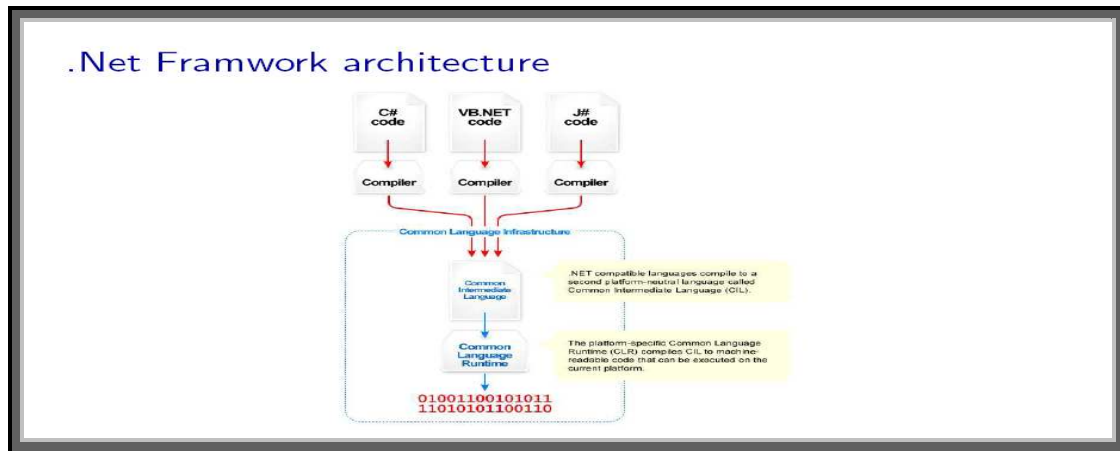 .Net Framwork architecture
C#
code
VB.NET
code
J#
code
Compiler
Compiler
Compiler
Common Language Infrastructure
Common
Intermediate
Language
.NET compatible languages compile to a
second platform-neutral language called
Common Intermediate Language (CIL).
Common
Language
Runtime
The platform-specific Common Language
Runtime (CLR) compiles CIL to machine-
readable code that can be executed on the
current platform.
01001100101011
11010101100110